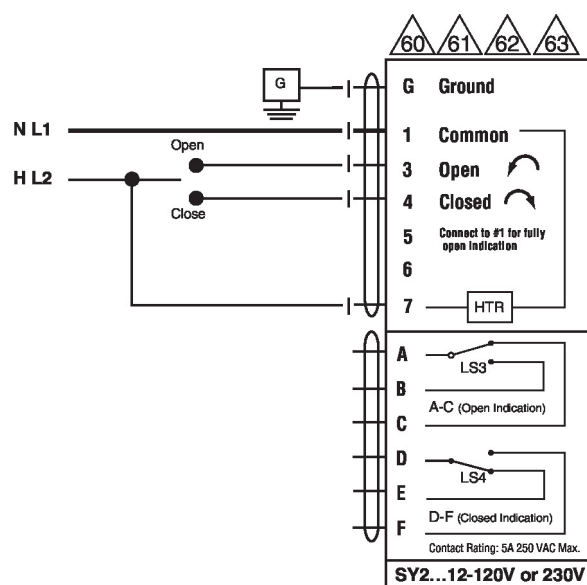 60 61 62 63
G G Ground
N L1 1 Common
Open
3 Open
H L2
4 Closed
Close
5 Connect to #1 for fully
open indication
6
7 HTR
A
LS3
B
A-C (Open Indication)
C
D
LS4
E
D-F (Closed Indication)
F
Contact Rating: 5A 250 VAC Max.
SY2...12-120V or 230V